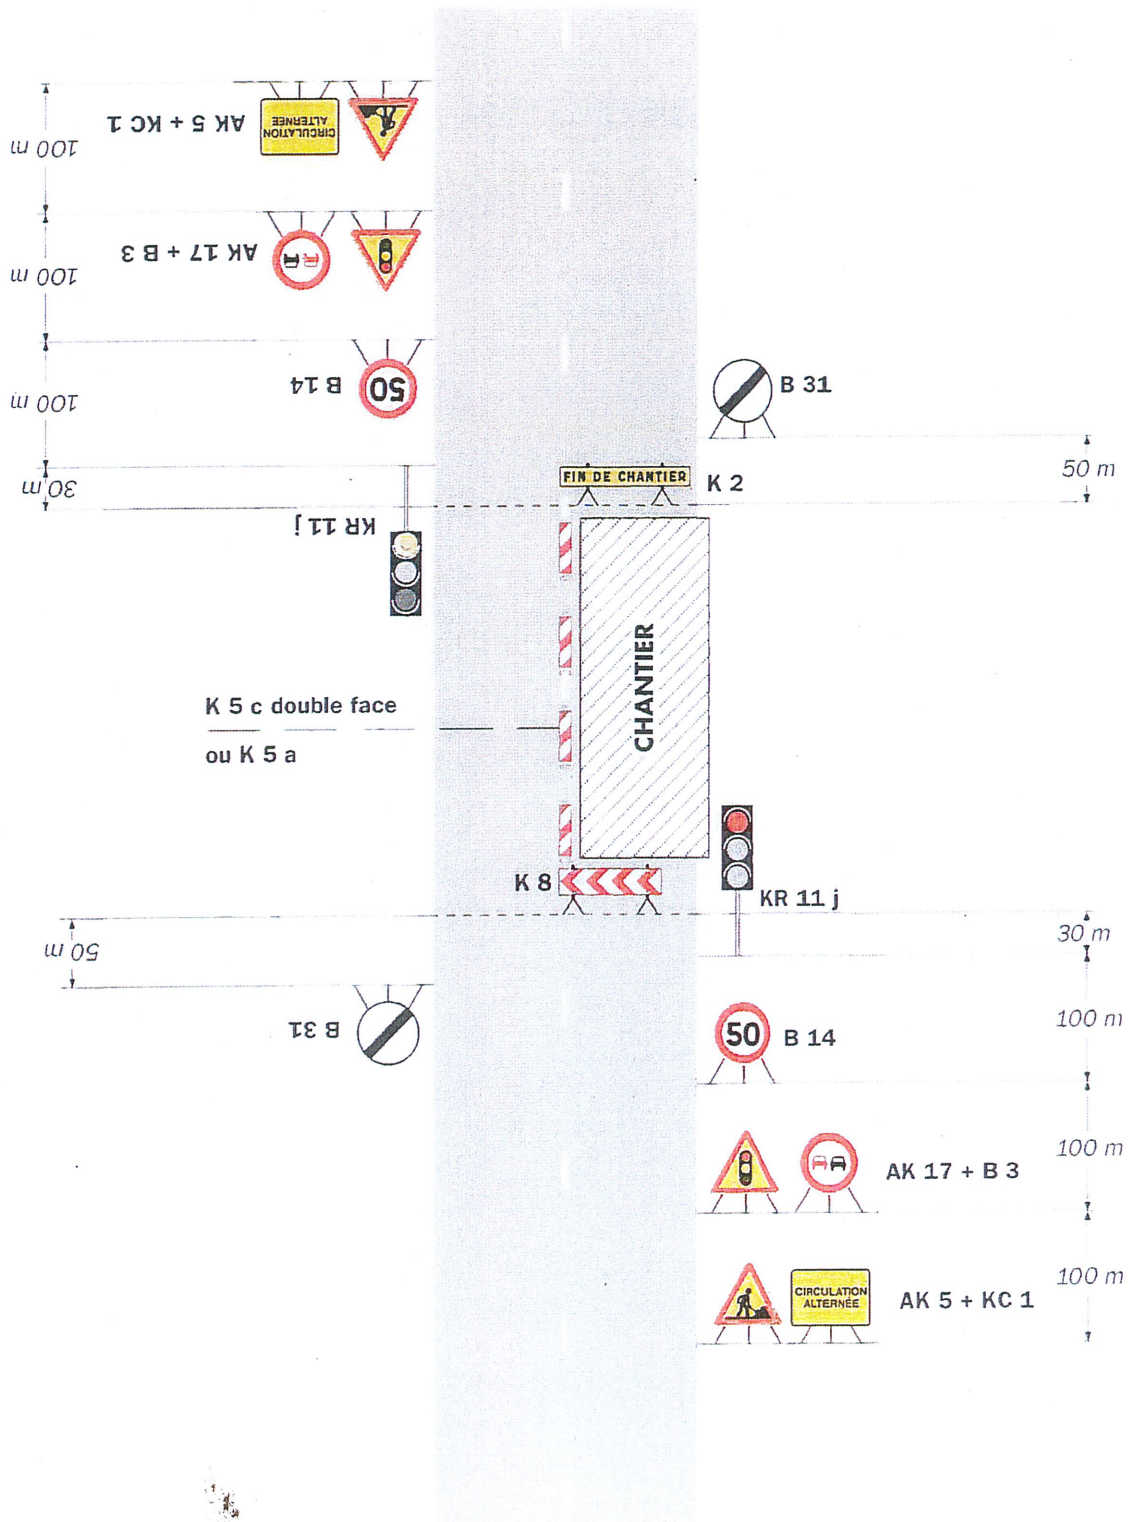 100 m
AK 5 + KC 1
CIRCULATION
ALTERNÉE
100 m
AK 17 + B 3
100 m
B 14
50
B 31
30 m
FIN DE CHANTIER
K 2
50 m
KR 11 j
K 5 c double face
ou K 5 a
CHANTIER
K 8
KR 11 j
50 m
30 m
B 31
50
B 14
100 m
AK 17 + B 3
100 m
CIRCULATION
ALTERNÉE
AK 5 + KC 1
100 m